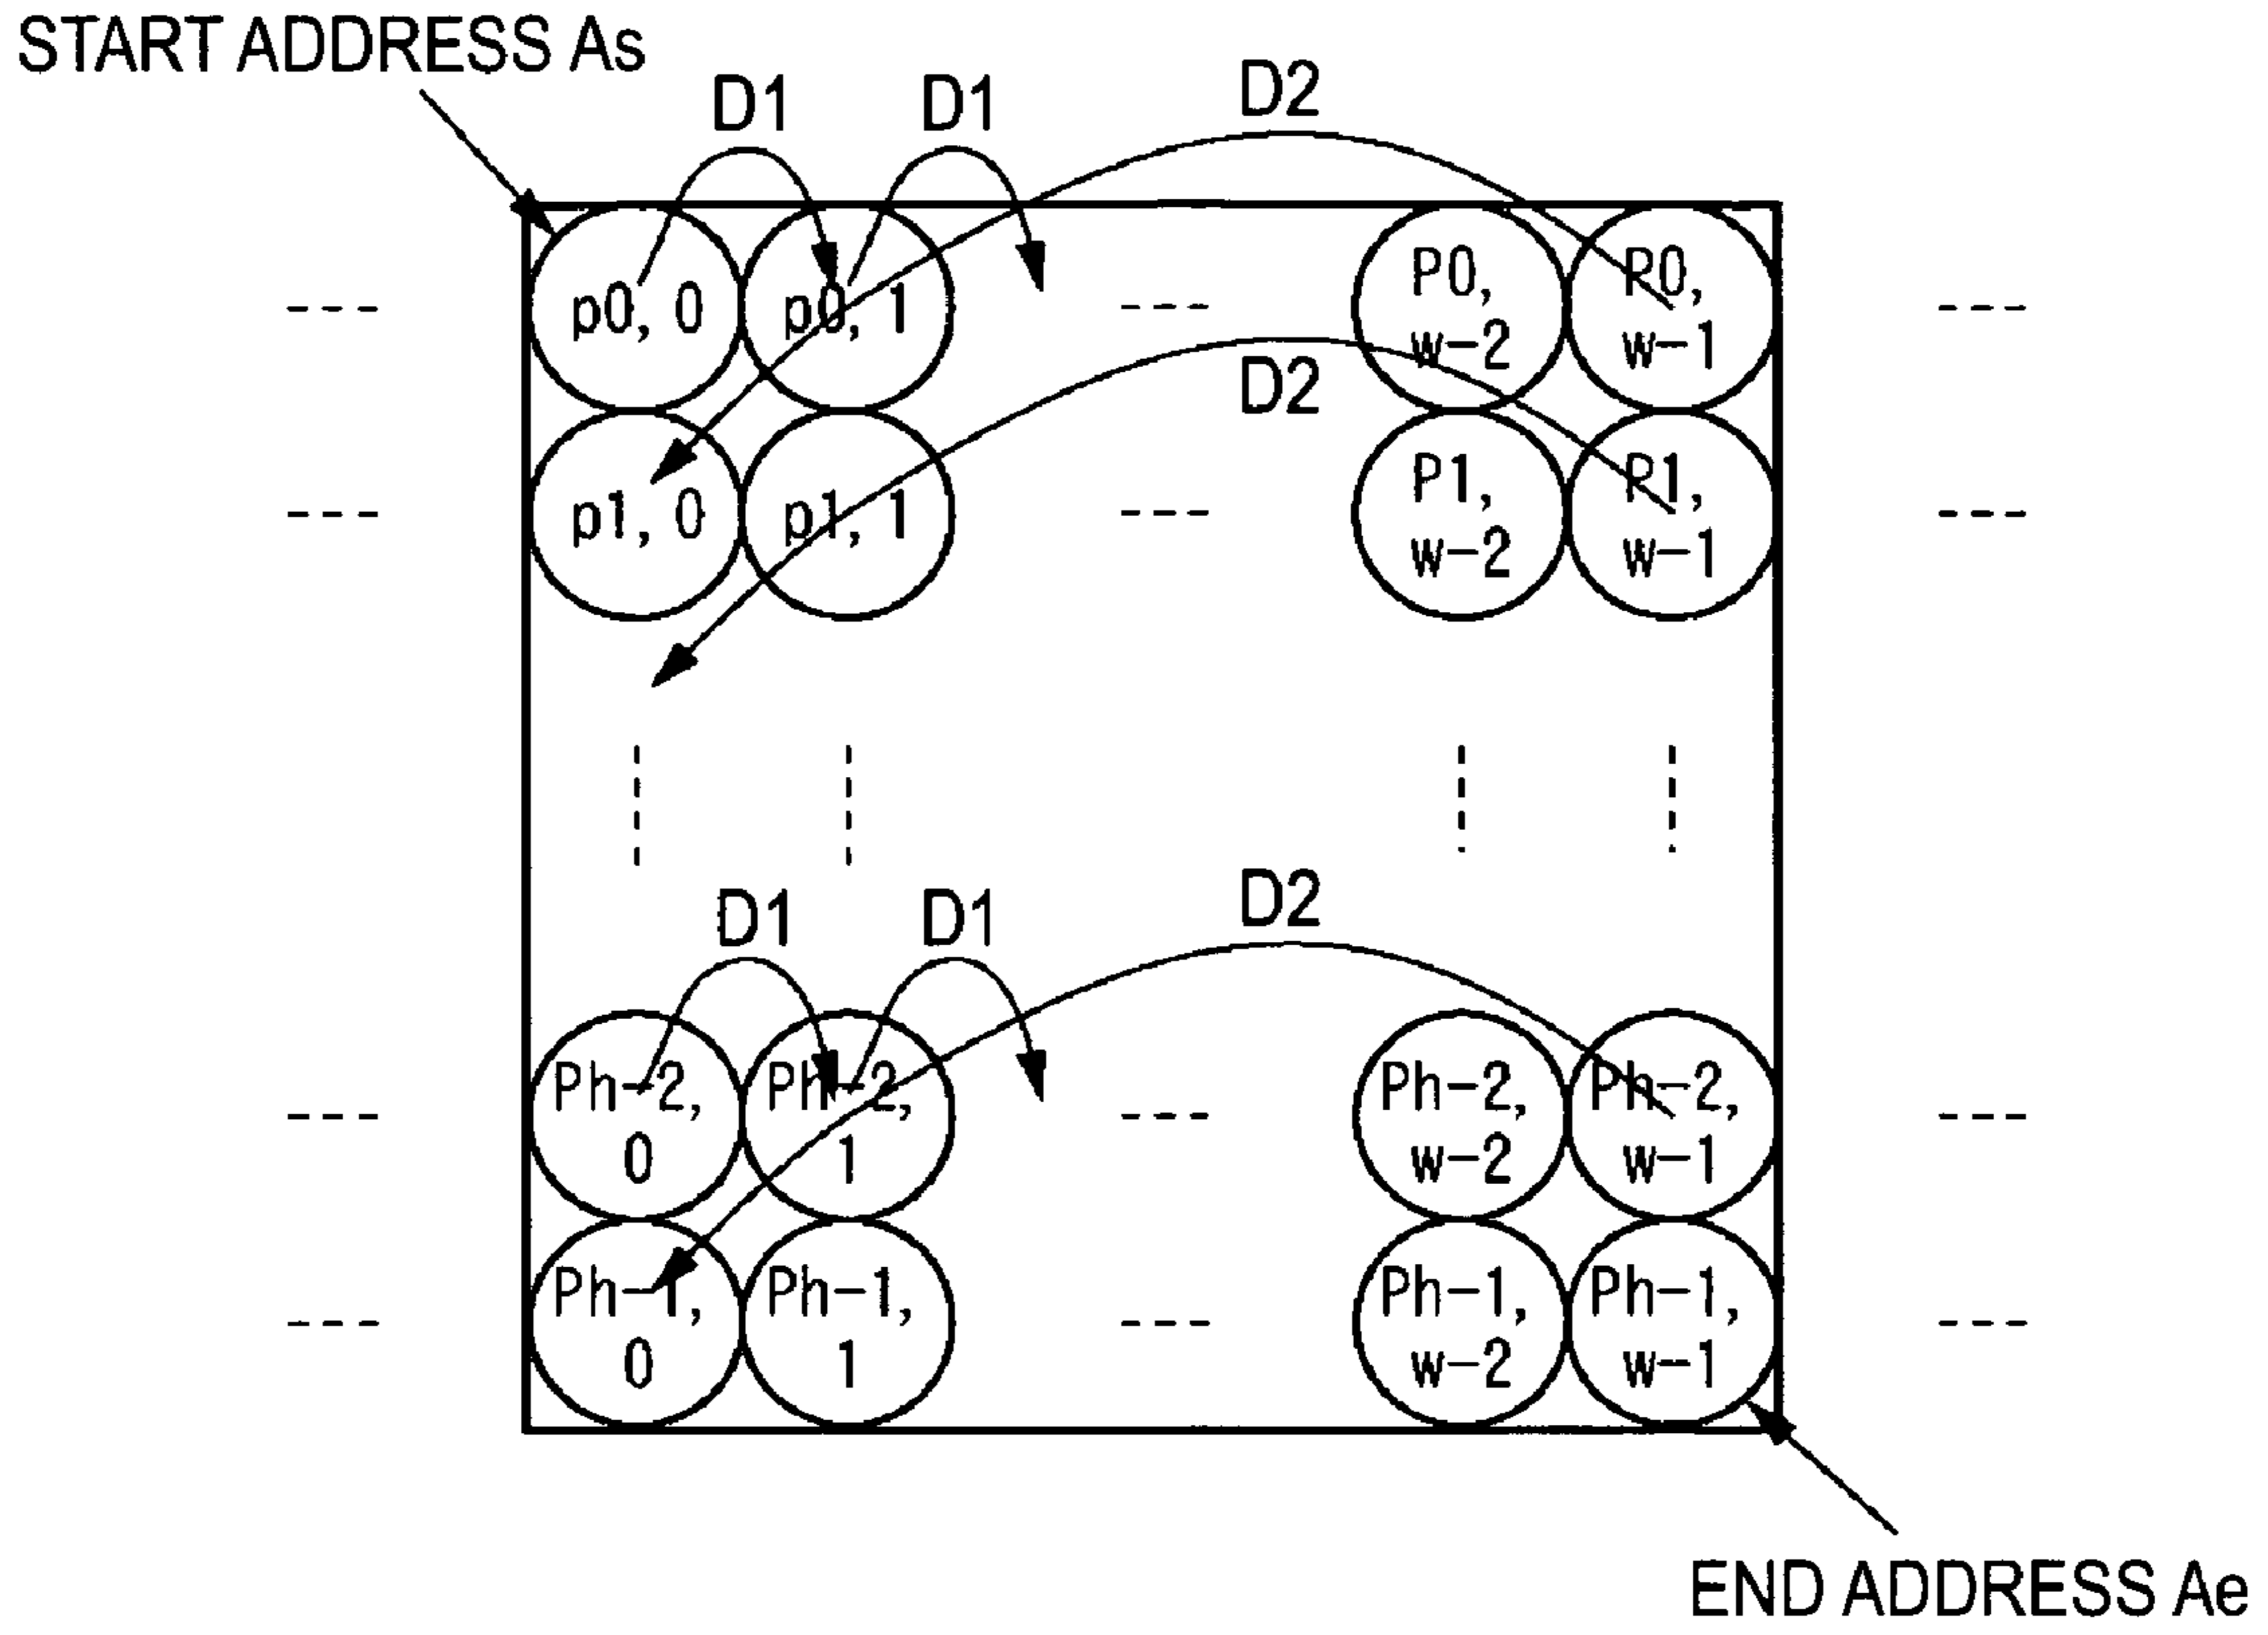 START ADDRESS As
D1 D1 D2
p0, 0 p0, 1 --- P0, w-2 P0, w-1
D2
p1, 0 p1, 1 --- P1, w-2 P1, w-1
D1 D1 D2
Ph-2, 0 Ph-2, 1 --- Ph-2, w-2 Ph-2, w-1
Ph-1, 0 Ph-1, 1 --- Ph-1, w-2 Ph-1, w-1
END ADDRESS Ae